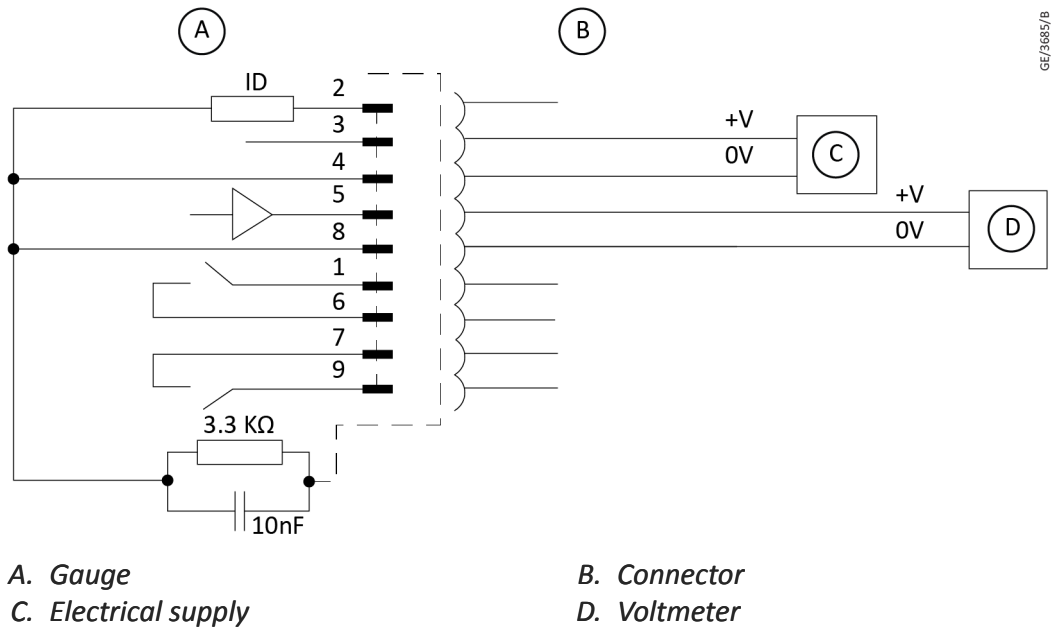 A
B
GE/3685/B
ID
2
3
+V
4
0V
C
5
+V
8
0V
D
1
6
7
9
3.3 KΩ
10nF
A. Gauge
B. Connector
C. Electrical supply
D. Voltmeter